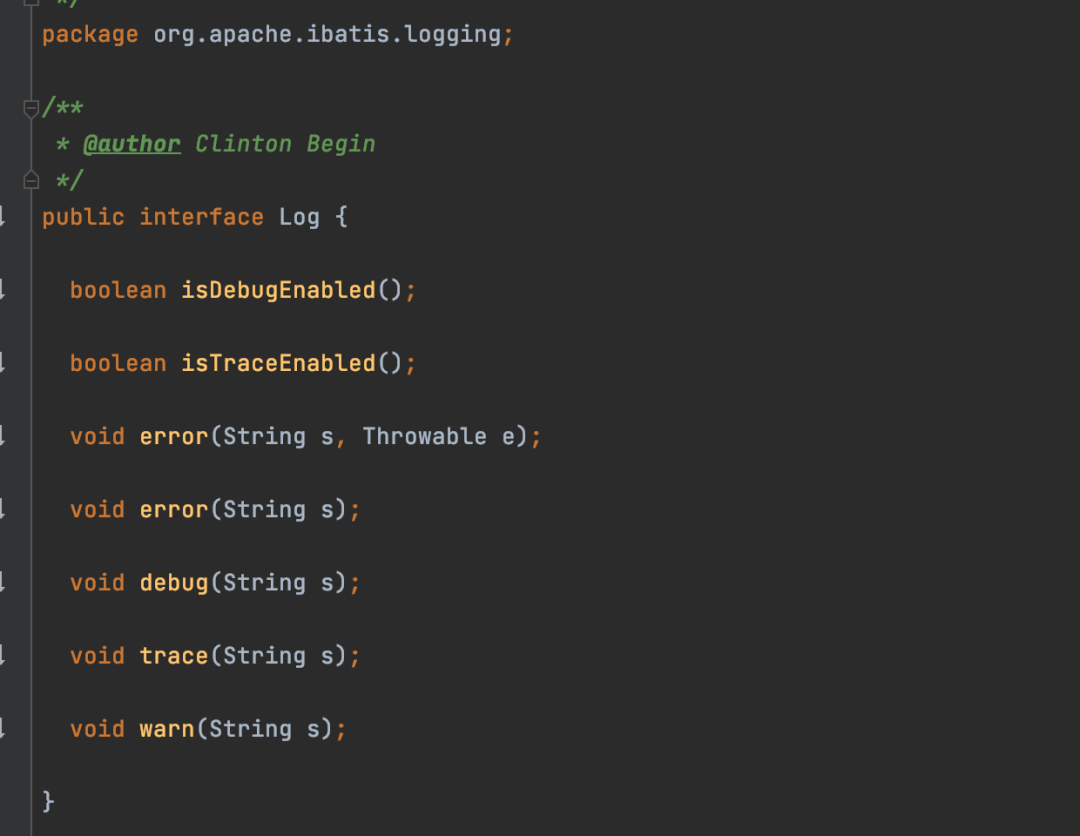 */
package org.apache.ibatis.logging;
/**
* @author Clinton Begin
*/
public interface Log {
boolean isDebugEnabled();
boolean isTraceEnabled();
void error(String s, Throwable e);
void error(String s);
void debug(String s);
void trace(String s);
void warn(String s);
}